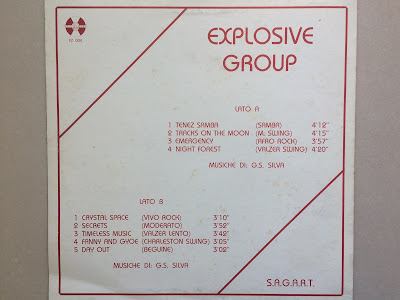 EXPLOSIVE
GROUP
LATO A
1 TENEZ SAMBA (SAMBA) 4'12"
2 TRACKS ON THE MOON (M. SWING) 4'15"
3 EMERGENCY (AFRO ROCK) 3'57"
4 NIGHT FOREST (VALZER SWING) 4'20"
MUSICHE DI: G.S. SILVA
LATO B
1 CRYSTAL SPACE (VIVO ROCK) 3'10"
2 SECRETS (MODERATO) 3'52"
3 TIMELESS MUSIC (VALZER LENTO) 3'42"
4 FANNY AND GYOE (CHARLESTON SWING) 3'05"
5 DAY OUT (BEGUINE) 3'02"
MUSICHE DI: G.S. SILVA
S.A.G.A.R.T.